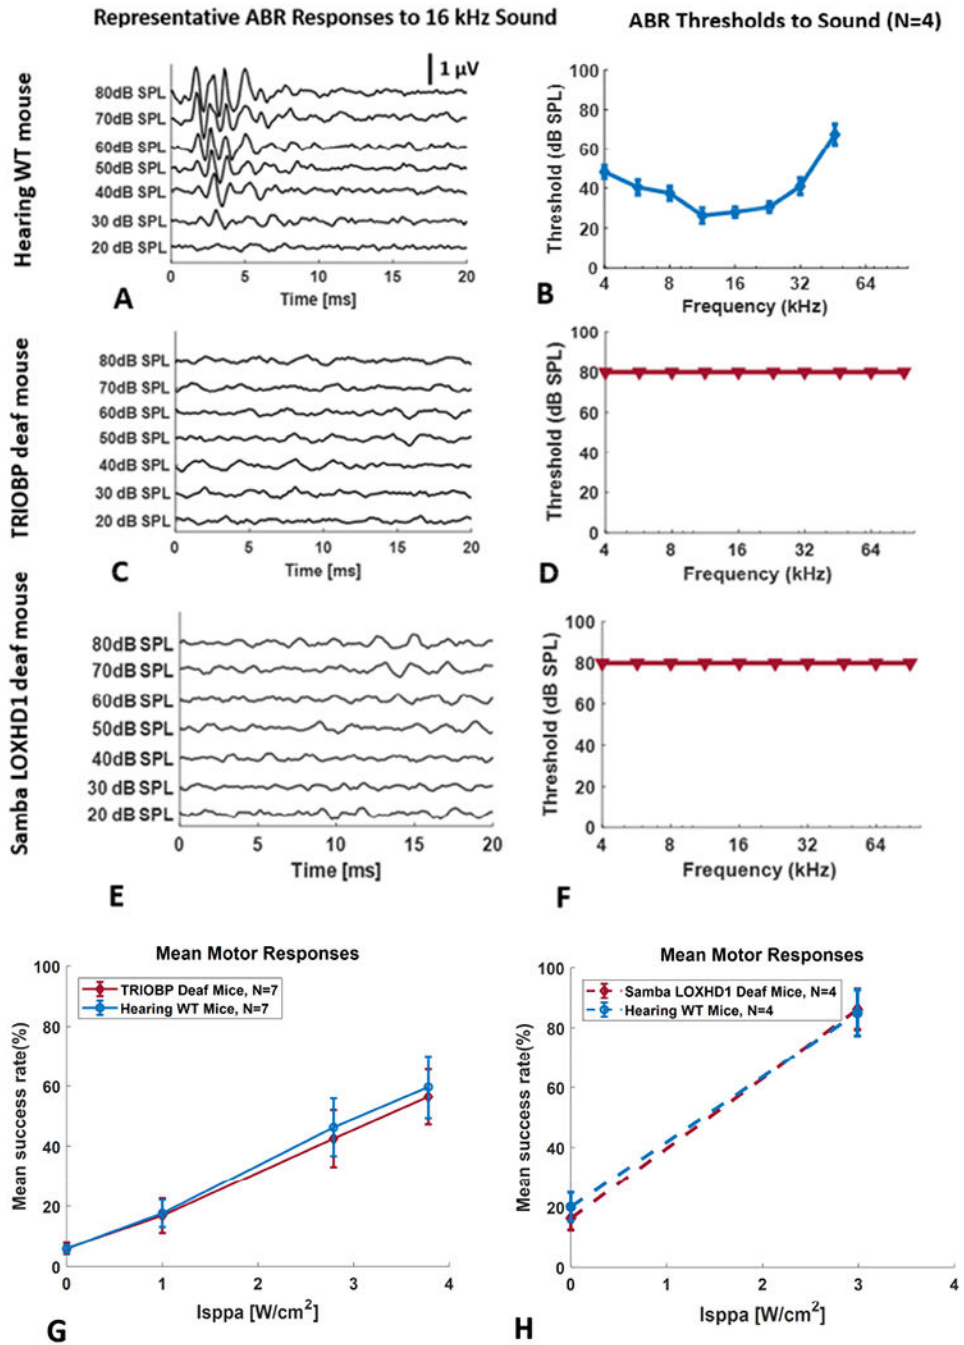 Representative ABR Responses to 16 kHz Sound
ABR Thresholds to Sound (N=4)
Hearing WT mouse
1 µV
80dB SPL
70dB SPL
60dB SPL
50dB SPL
40dB SPL
30 dB SPL
20 dB SPL
0 5 10 15 20
Time [ms]
A
Threshold (dB SPL)
100
80
60
40
20
0
4 8 16 32 64
Frequency (kHz)
B
TRIOBP deaf mouse
80dB SPL
70dB SPL
60dB SPL
50dB SPL
40dB SPL
30 dB SPL
20 dB SPL
0 5 10 15 20
Time [ms]
C
Threshold (dB SPL)
100
80
60
40
20
0
4 8 16 32 64
Frequency (kHz)
D
Samba LOXHD1 deaf mouse
80dB SPL
70dB SPL
60dB SPL
50dB SPL
40dB SPL
30 dB SPL
20 dB SPL
0 5 10 15 20
Time [ms]
E
Threshold (dB SPL)
100
80
60
40
20
0
4 8 16 32 64
Frequency (kHz)
F
Mean Motor Responses
Mean success rate(%)
100
80
60
40
20
0
TRIOBP Deaf Mice, N=7
Hearing WT Mice, N=7
0 1 2 3 4
Isppa [W/cm²]
G
Mean Motor Responses
Mean success rate(%)
100
80
60
40
20
0
Samba LOXHD1 Deaf Mice, N=4
Hearing WT Mice, N=4
0 1 2 3 4
Isppa [W/cm²]
H